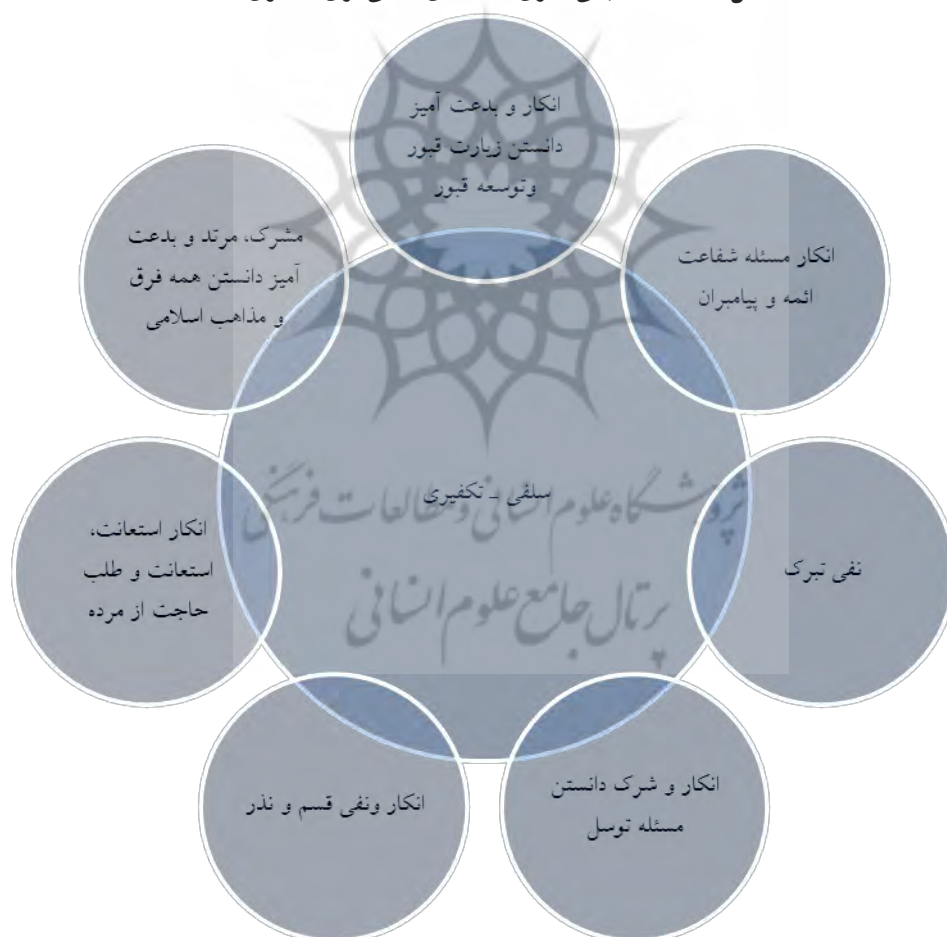 انکار و بدعت آمیز
دانستن زیارت قبور
وتوسعه قبور
انکار مسئله شفاعت
ائمه و پیامبران
نفی تبرک
انکار و شرک دانستن
مسئله توسل
انکار ونفی قسم و نذر
انکار استعانت،
استعانت و طلب
حاجت از مرده
مشرک، مرتد و بدعت
آمیز دانستن همه فرق
و مذاهب اسلامی
سلفی - تکفیری
پژوهشگاه علوم انسانی و مطالعات فرهنگی
پرتال جامع علوم انسانی